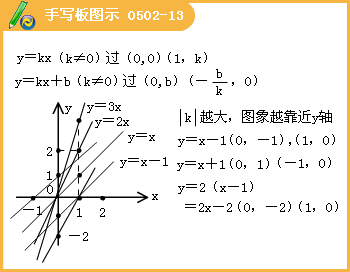 手写板图示 0502-13
y=kx(k≠0)过(0,0)(1,k)
y=kx+b(k≠0)过(0,b)(-b/k,0)
y
y=3x
y=2x
y=x
y=x-1
2
1
0
-1
1
2
x
-2
|k|越大,图象越靠近y轴
y=x-1(0,-1),(1,0)
y=x+1(0,1)(-1,0)
y=2(x-1)
=2x-2(0,-2)(1,0)